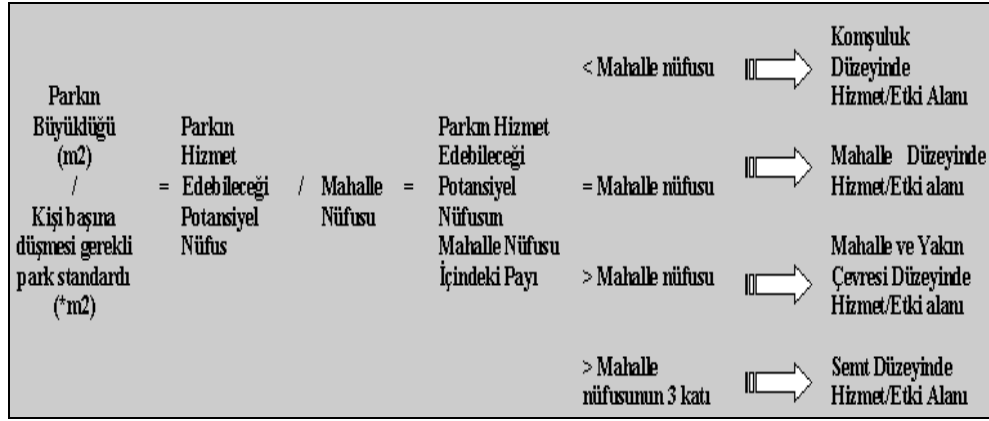 Parkın
Büyüklüğü
(m2)
/
Kişi başına
düşmesi gerekli
park standardı
(*m2)
=
Parkın
Hizmet
Edebileceği
Potansiyel
Nüfus
/
Mahalle
Nüfusu
=
Parkın Hizmet
Edebileceği
Potansiyel
Nüfusun
Mahalle Nüfusu
İçindeki Payı
< Mahalle nüfusu
Komşuluk
Düzeyinde
Hizmet/Etki Alanı
= Mahalle nüfusu
Mahalle Düzeyinde
Hizmet/Etki alanı
> Mahalle nüfusu
Mahalle ve Yakın
Çevresi Düzeyinde
Hizmet/Etki alanı
> Mahalle
nüfusunun 3 katı
Semt Düzeyinde
Hizmet/Etki Alanı